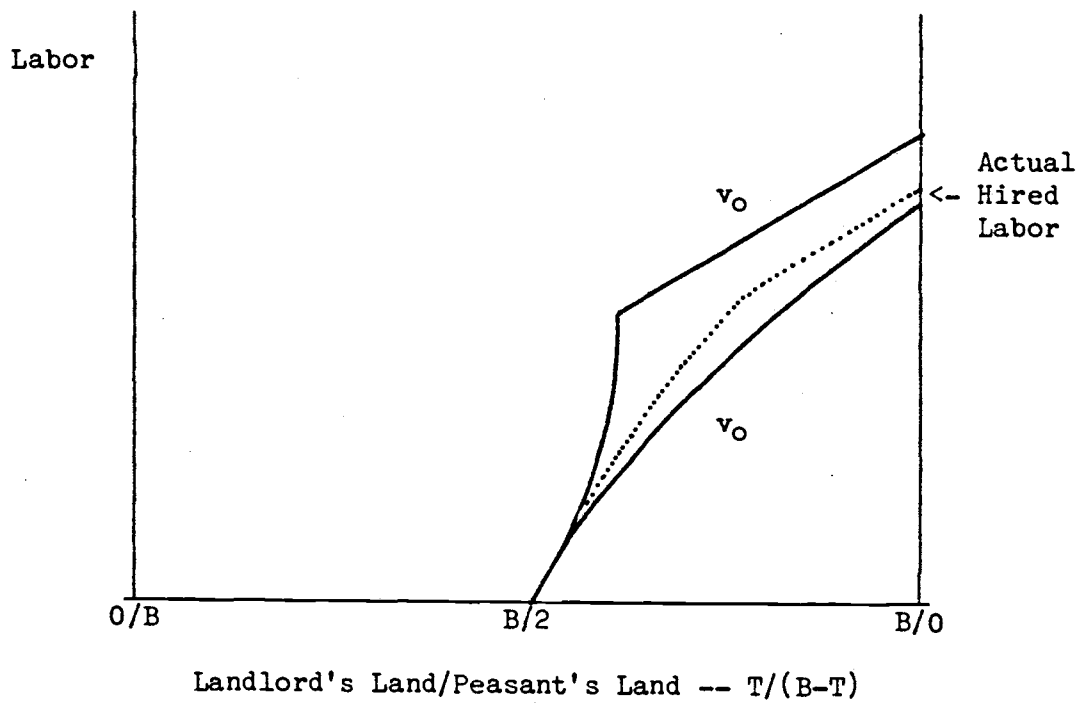 Labor
v₀
<- Actual
Hired
Labor
v₀
0/B
B/2
B/0
Landlord's Land/Peasant's Land -- T/(B-T)